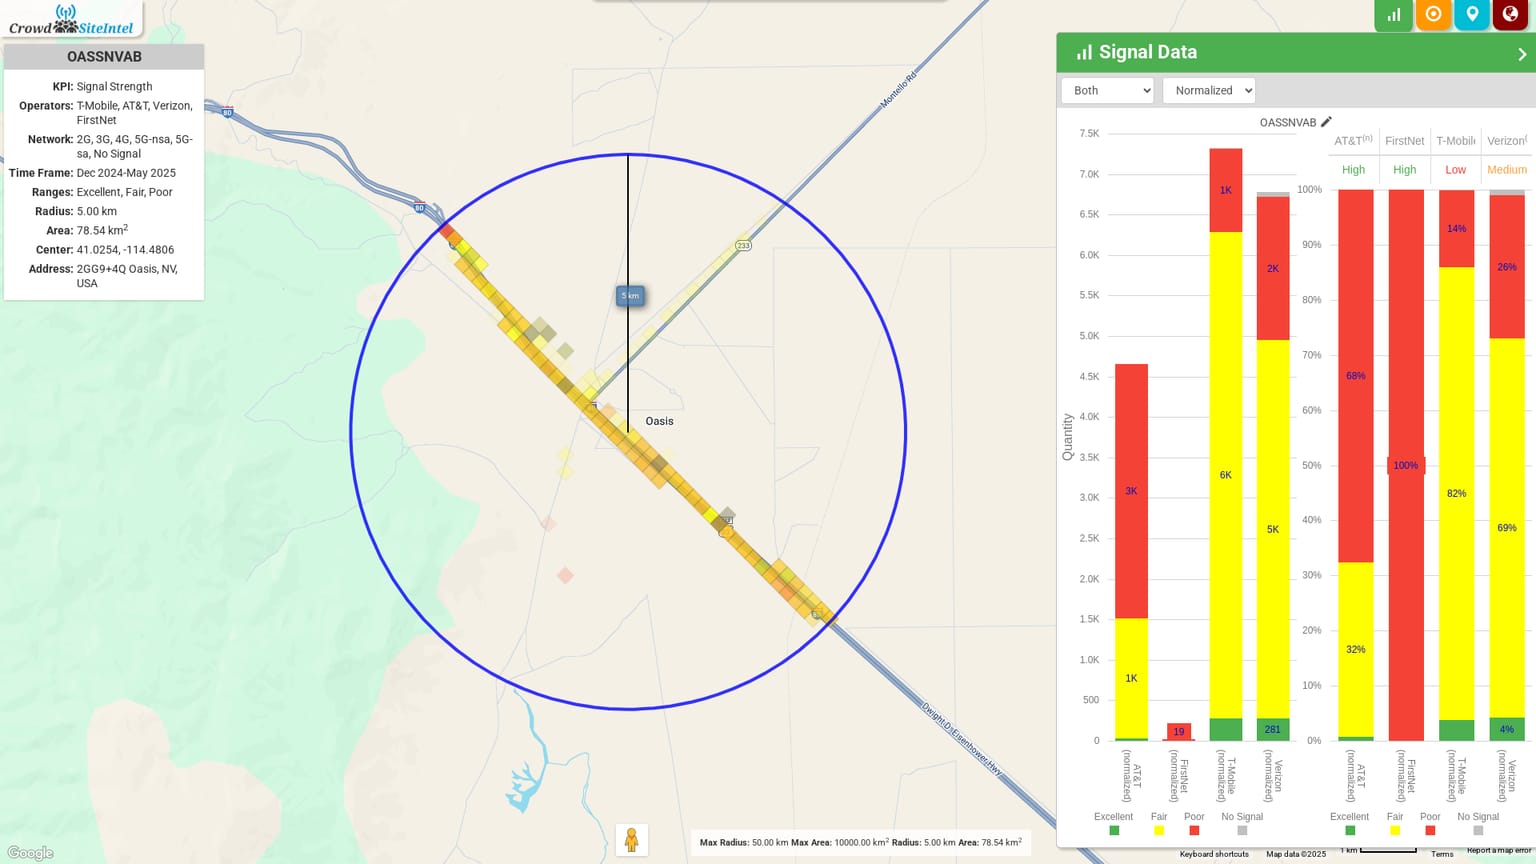 Crowd SiteIntel
OASSNVAB
KPI: Signal Strength
Operators: T-Mobile, AT&T, Verizon,
FirstNet
Network: 2G, 3G, 4G, 5G-nsa, 5G-
sa, No Signal
Time Frame: Dec 2024-May 2025
Ranges: Excellent, Fair, Poor
Radius: 5.00 km
Area: 78.54 km2
Center: 41.0254, -114.4806
Address: 2GG9+4Q Oasis, NV,
USA
80
80
Montello Rd
233
5 km
Oasis
Dwight D. Eisenhower Hwy
Google
Max Radius: 50.00 km Max Area: 10000.00 km2 Radius: 5.00 km Area: 78.54 km2
Signal Data
Both
Normalized
OASSNVAB
7.5K
7.0K
6.5K
6.0K
5.5K
5.0K
4.5K
4.0K
3.5K
3.0K
2.5K
2.0K
1.5K
1.0K
500
0
Quantity
3K
1K
19
1K
6K
2K
5K
281
AT&T (normalized)
FirstNet (normalized)
T-Mobile (normalized)
Verizon (normalized)
Excellent Fair Poor No Signal
AT&T(n) FirstNet T-Mobile Verizon(
High High Low Medium
100%
90%
80%
70%
60%
50%
40%
30%
20%
10%
0%
68%
32%
100%
14%
82%
26%
69%
4%
AT&T (normalized)
FirstNet (normalized)
T-Mobile (normalized)
Verizon (normalized)
Excellent Fair Poor No Signal
Keyboard shortcuts Map data ©2025 1 km Terms Report a map error